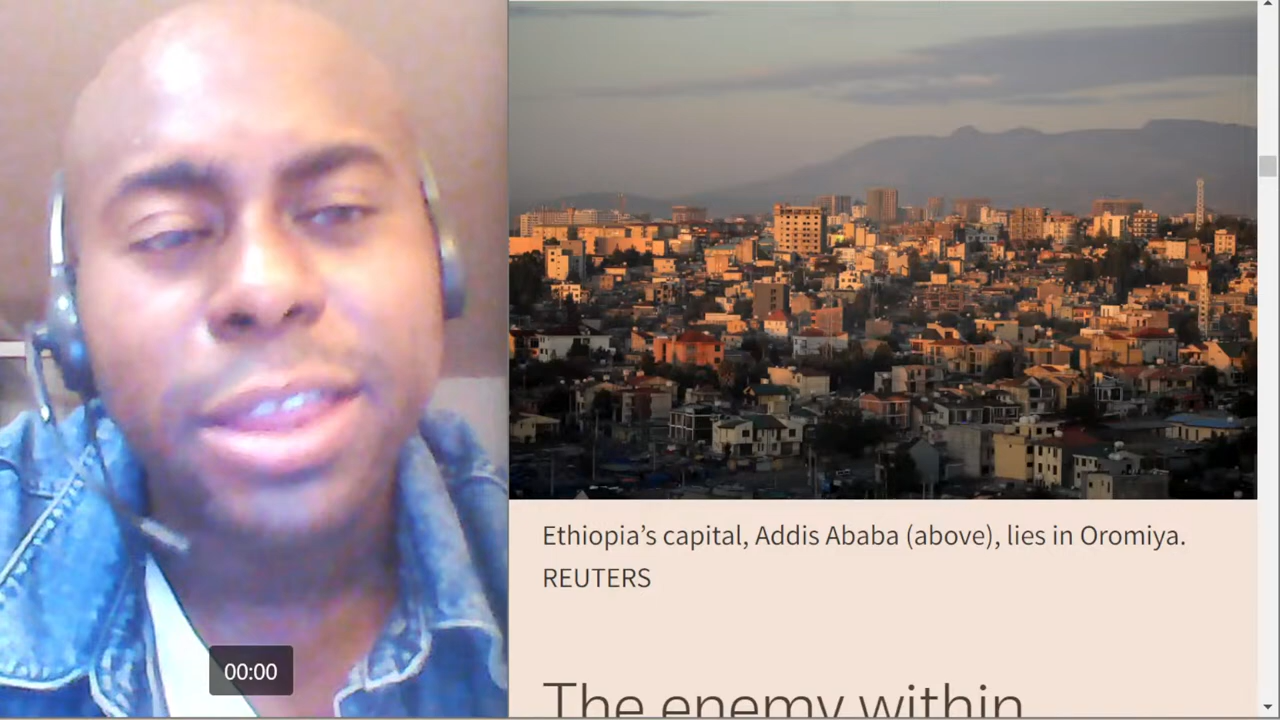 Ethiopia’s capital, Addis Ababa (above), lies in Oromiya.
REUTERS
The enemy within
00:00